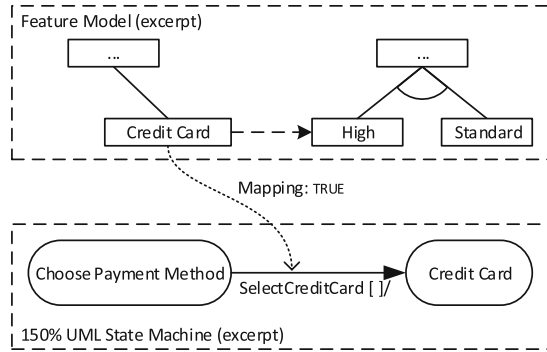 Feature Model (excerpt)
...
...
Credit Card
High
Standard
Mapping: TRUE
Choose Payment Method
SelectCreditCard [ ]/
Credit Card
150% UML State Machine (excerpt)